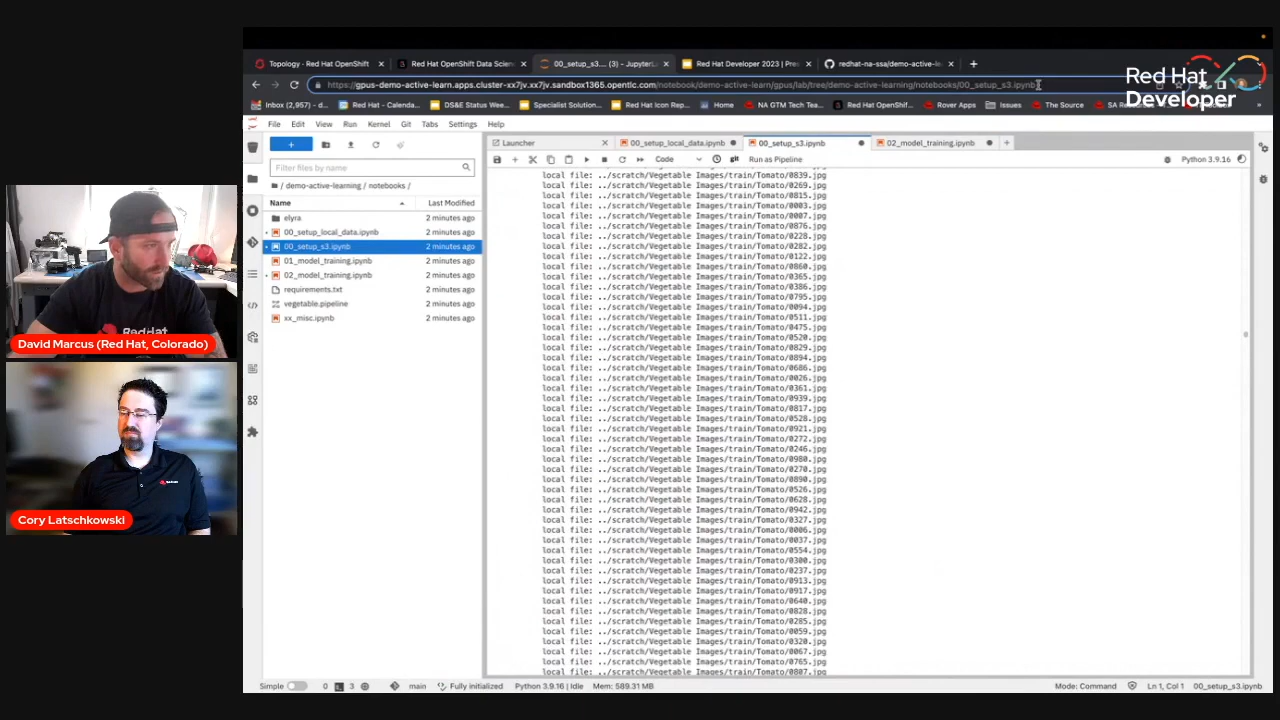 Topology · Red Hat OpenShift
Red Hat OpenShift Data Scien
00_setup_s3.... (3) - JupyterL
Red Hat Developer 2023 | Pre
redhat-na-ssa/demo-active-le
Red Hat
Developer
https://gpus-demo-active-learn.apps.cluster-xx7jv.xx7jv.sandbox1365.opentlc.com/notebook/demo-active-learn/gpus/lab/tree/demo-active-learning/notebooks/00_setup_s3.ipynb
Inbox (2,957) - ...
Red Hat - Calenda...
DS&E Status Wee...
Specialist Solution...
Red Hat Icon Rep...
Home
NA GTM Tech Tea...
Red Hat OpenShif...
Rover Apps
Issues
The Source
SA Re
File Edit View Run Kernel Git Tabs Settings Help
Launcher
00_setup_local_data.ipynb
00_setup_s3.ipynb
02_model_training.ipynb
Code
Run as Pipeline
Python 3.9.16
Filter files by name
/ demo-active-learning / notebooks /
Name Last Modified
elyra 2 minutes ago
00_setup_local_data.ipynb 2 minutes ago
00_setup_s3.ipynb 2 minutes ago
01_model_training.ipynb 2 minutes ago
02_model_training.ipynb 2 minutes ago
requirements.txt 2 minutes ago
vegetable.pipeline 2 minutes ago
xx_misc.ipynb 2 minutes ago
local file: ../scratch/Vegetable Images/train/Tomato/0839.jpg
local file: ../scratch/Vegetable Images/train/Tomato/0269.jpg
local file: ../scratch/Vegetable Images/train/Tomato/0815.jpg
local file: ../scratch/Vegetable Images/train/Tomato/0003.jpg
local file: ../scratch/Vegetable Images/train/Tomato/0007.jpg
local file: ../scratch/Vegetable Images/train/Tomato/0876.jpg
local file: ../scratch/Vegetable Images/train/Tomato/0228.jpg
local file: ../scratch/Vegetable Images/train/Tomato/0282.jpg
local file: ../scratch/Vegetable Images/train/Tomato/0122.jpg
local file: ../scratch/Vegetable Images/train/Tomato/0860.jpg
local file: ../scratch/Vegetable Images/train/Tomato/0365.jpg
local file: ../scratch/Vegetable Images/train/Tomato/0386.jpg
local file: ../scratch/Vegetable Images/train/Tomato/0795.jpg
local file: ../scratch/Vegetable Images/train/Tomato/0094.jpg
local file: ../scratch/Vegetable Images/train/Tomato/0511.jpg
local file: ../scratch/Vegetable Images/train/Tomato/0475.jpg
local file: ../scratch/Vegetable Images/train/Tomato/0520.jpg
local file: ../scratch/Vegetable Images/train/Tomato/0829.jpg
local file: ../scratch/Vegetable Images/train/Tomato/0894.jpg
local file: ../scratch/Vegetable Images/train/Tomato/0686.jpg
local file: ../scratch/Vegetable Images/train/Tomato/0026.jpg
local file: ../scratch/Vegetable Images/train/Tomato/0361.jpg
local file: ../scratch/Vegetable Images/train/Tomato/0939.jpg
local file: ../scratch/Vegetable Images/train/Tomato/0817.jpg
local file: ../scratch/Vegetable Images/train/Tomato/0528.jpg
local file: ../scratch/Vegetable Images/train/Tomato/0921.jpg
local file: ../scratch/Vegetable Images/train/Tomato/0272.jpg
local file: ../scratch/Vegetable Images/train/Tomato/0246.jpg
local file: ../scratch/Vegetable Images/train/Tomato/0980.jpg
local file: ../scratch/Vegetable Images/train/Tomato/0270.jpg
local file: ../scratch/Vegetable Images/train/Tomato/0890.jpg
local file: ../scratch/Vegetable Images/train/Tomato/0526.jpg
local file: ../scratch/Vegetable Images/train/Tomato/0628.jpg
local file: ../scratch/Vegetable Images/train/Tomato/0942.jpg
local file: ../scratch/Vegetable Images/train/Tomato/0327.jpg
local file: ../scratch/Vegetable Images/train/Tomato/0006.jpg
local file: ../scratch/Vegetable Images/train/Tomato/0037.jpg
local file: ../scratch/Vegetable Images/train/Tomato/0554.jpg
local file: ../scratch/Vegetable Images/train/Tomato/0300.jpg
local file: ../scratch/Vegetable Images/train/Tomato/0237.jpg
local file: ../scratch/Vegetable Images/train/Tomato/0913.jpg
local file: ../scratch/Vegetable Images/train/Tomato/0917.jpg
local file: ../scratch/Vegetable Images/train/Tomato/0640.jpg
local file: ../scratch/Vegetable Images/train/Tomato/0828.jpg
local file: ../scratch/Vegetable Images/train/Tomato/0285.jpg
local file: ../scratch/Vegetable Images/train/Tomato/0059.jpg
local file: ../scratch/Vegetable Images/train/Tomato/0320.jpg
local file: ../scratch/Vegetable Images/train/Tomato/0067.jpg
local file: ../scratch/Vegetable Images/train/Tomato/0765.jpg
local file: ../scratch/Vegetable Images/train/Tomato/0807.jpg
Red Hat
David Marcus (Red Hat, Colorado)
Cory Latschkowski
Simple 0 3 main Fully Initialized Python 3.9.16 | Idle Mem: 589.31 MB Mode: Command Ln 1, Col 1 00_setup_s3.ipynb